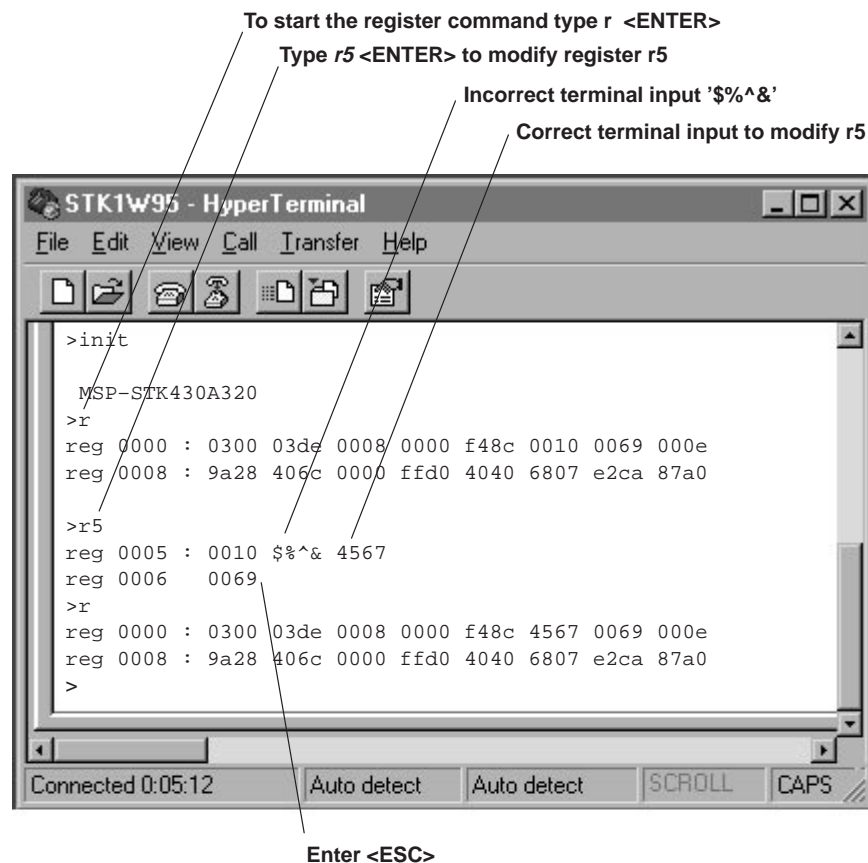 To start the register command type r <ENTER>
Type r5 <ENTER> to modify register r5
Incorrect terminal input ’$%^&’
Correct terminal input to modify r5
STK1W95 - HyperTerminal
File Edit View Call Transfer Help
>init
MSP−STK430A320
>r
reg 0000 : 0300 03de 0008 0000 f48c 0010 0069 000e
reg 0008 : 9a28 406c 0000 ffd0 4040 6807 e2ca 87a0
>r5
reg 0005 : 0010 $%^& 4567
reg 0006 0069
>r
reg 0000 : 0300 03de 0008 0000 f48c 4567 0069 000e
reg 0008 : 9a28 406c 0000 ffd0 4040 6807 e2ca 87a0
>
Connected 0:05:12 Auto detect Auto detect SCROLL CAPS
Enter <ESC>